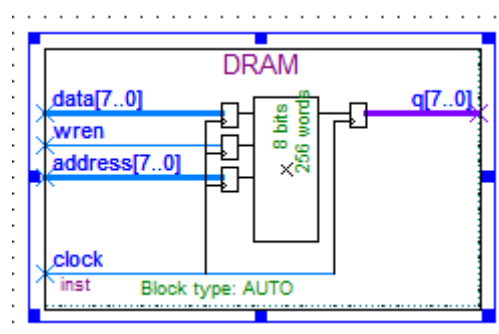 DRAM
data[7..0]
q[7..0]
wren
address[7..0]
8 bits
256 words
clock
inst
Block type: AUTO